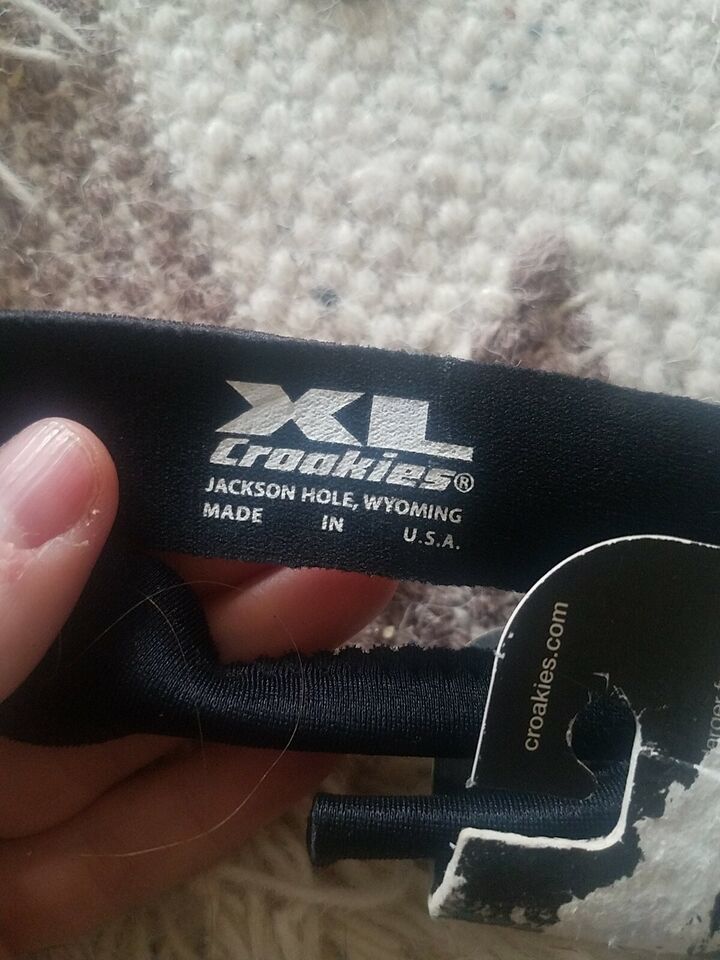 XL
Croakies®
JACKSON HOLE, WYOMING
MADE IN U.S.A.
croakies.com